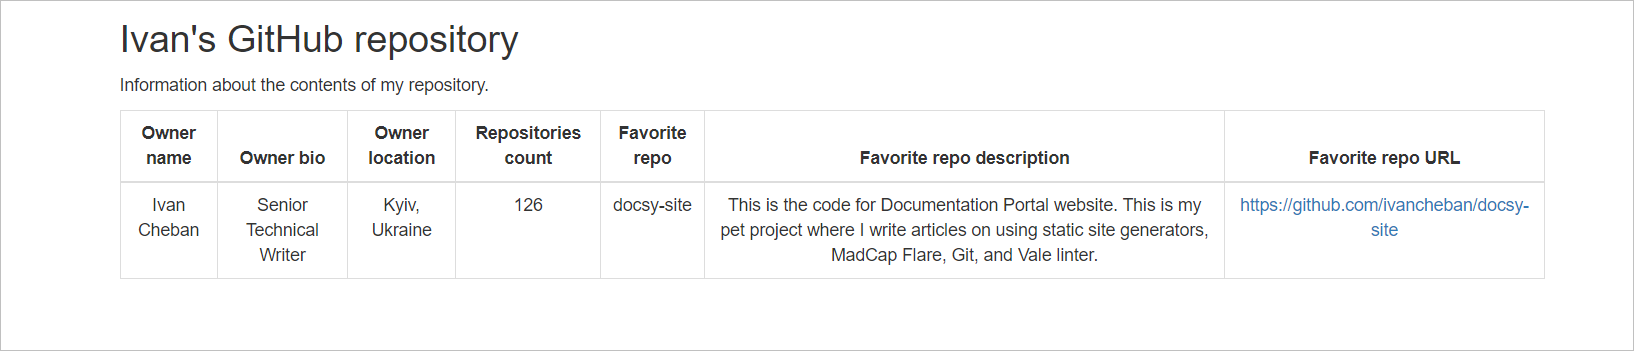 Ivan's GitHub repository
Information about the contents of my repository.
Owner name
Owner bio
Owner location
Repositories count
Favorite repo
Favorite repo description
Favorite repo URL
Ivan Cheban
Senior Technical Writer
Kyiv, Ukraine
126
docsy-site
This is the code for Documentation Portal website. This is my
pet project where I write articles on using static site generators,
MadCap Flare, Git, and Vale linter.
https://github.com/ivancheban/docsy-
site